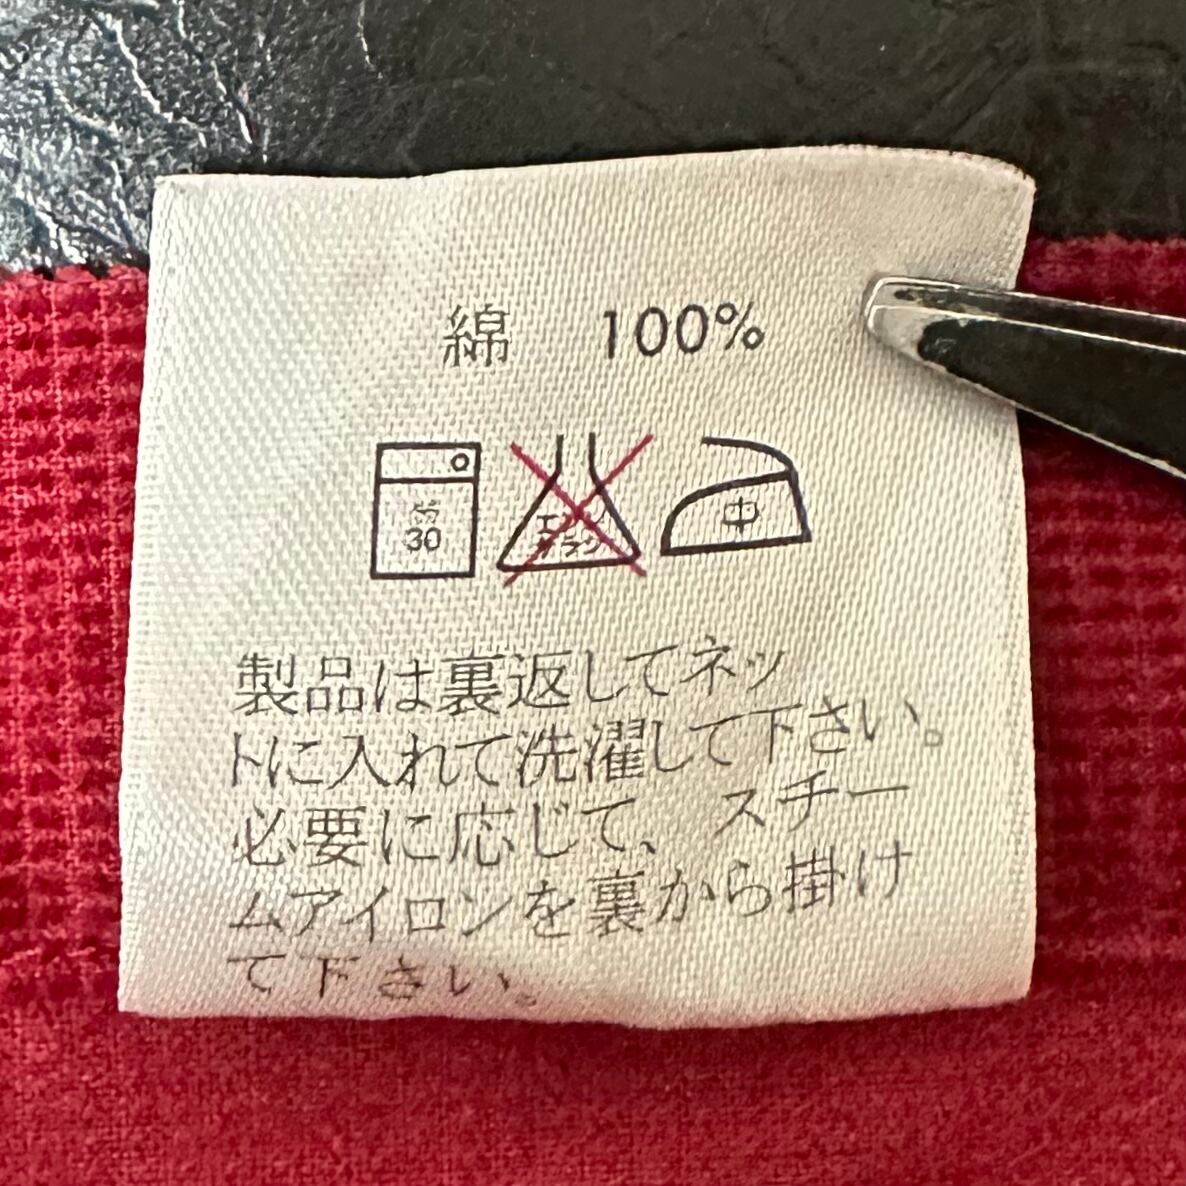 綿 100%
30
エンソ
サラシ
中
製品は裏返してネッ
トに入れて洗濯して下さい。
必要に応じて、スチー
ムアイロンを裏から掛け
て下さい。